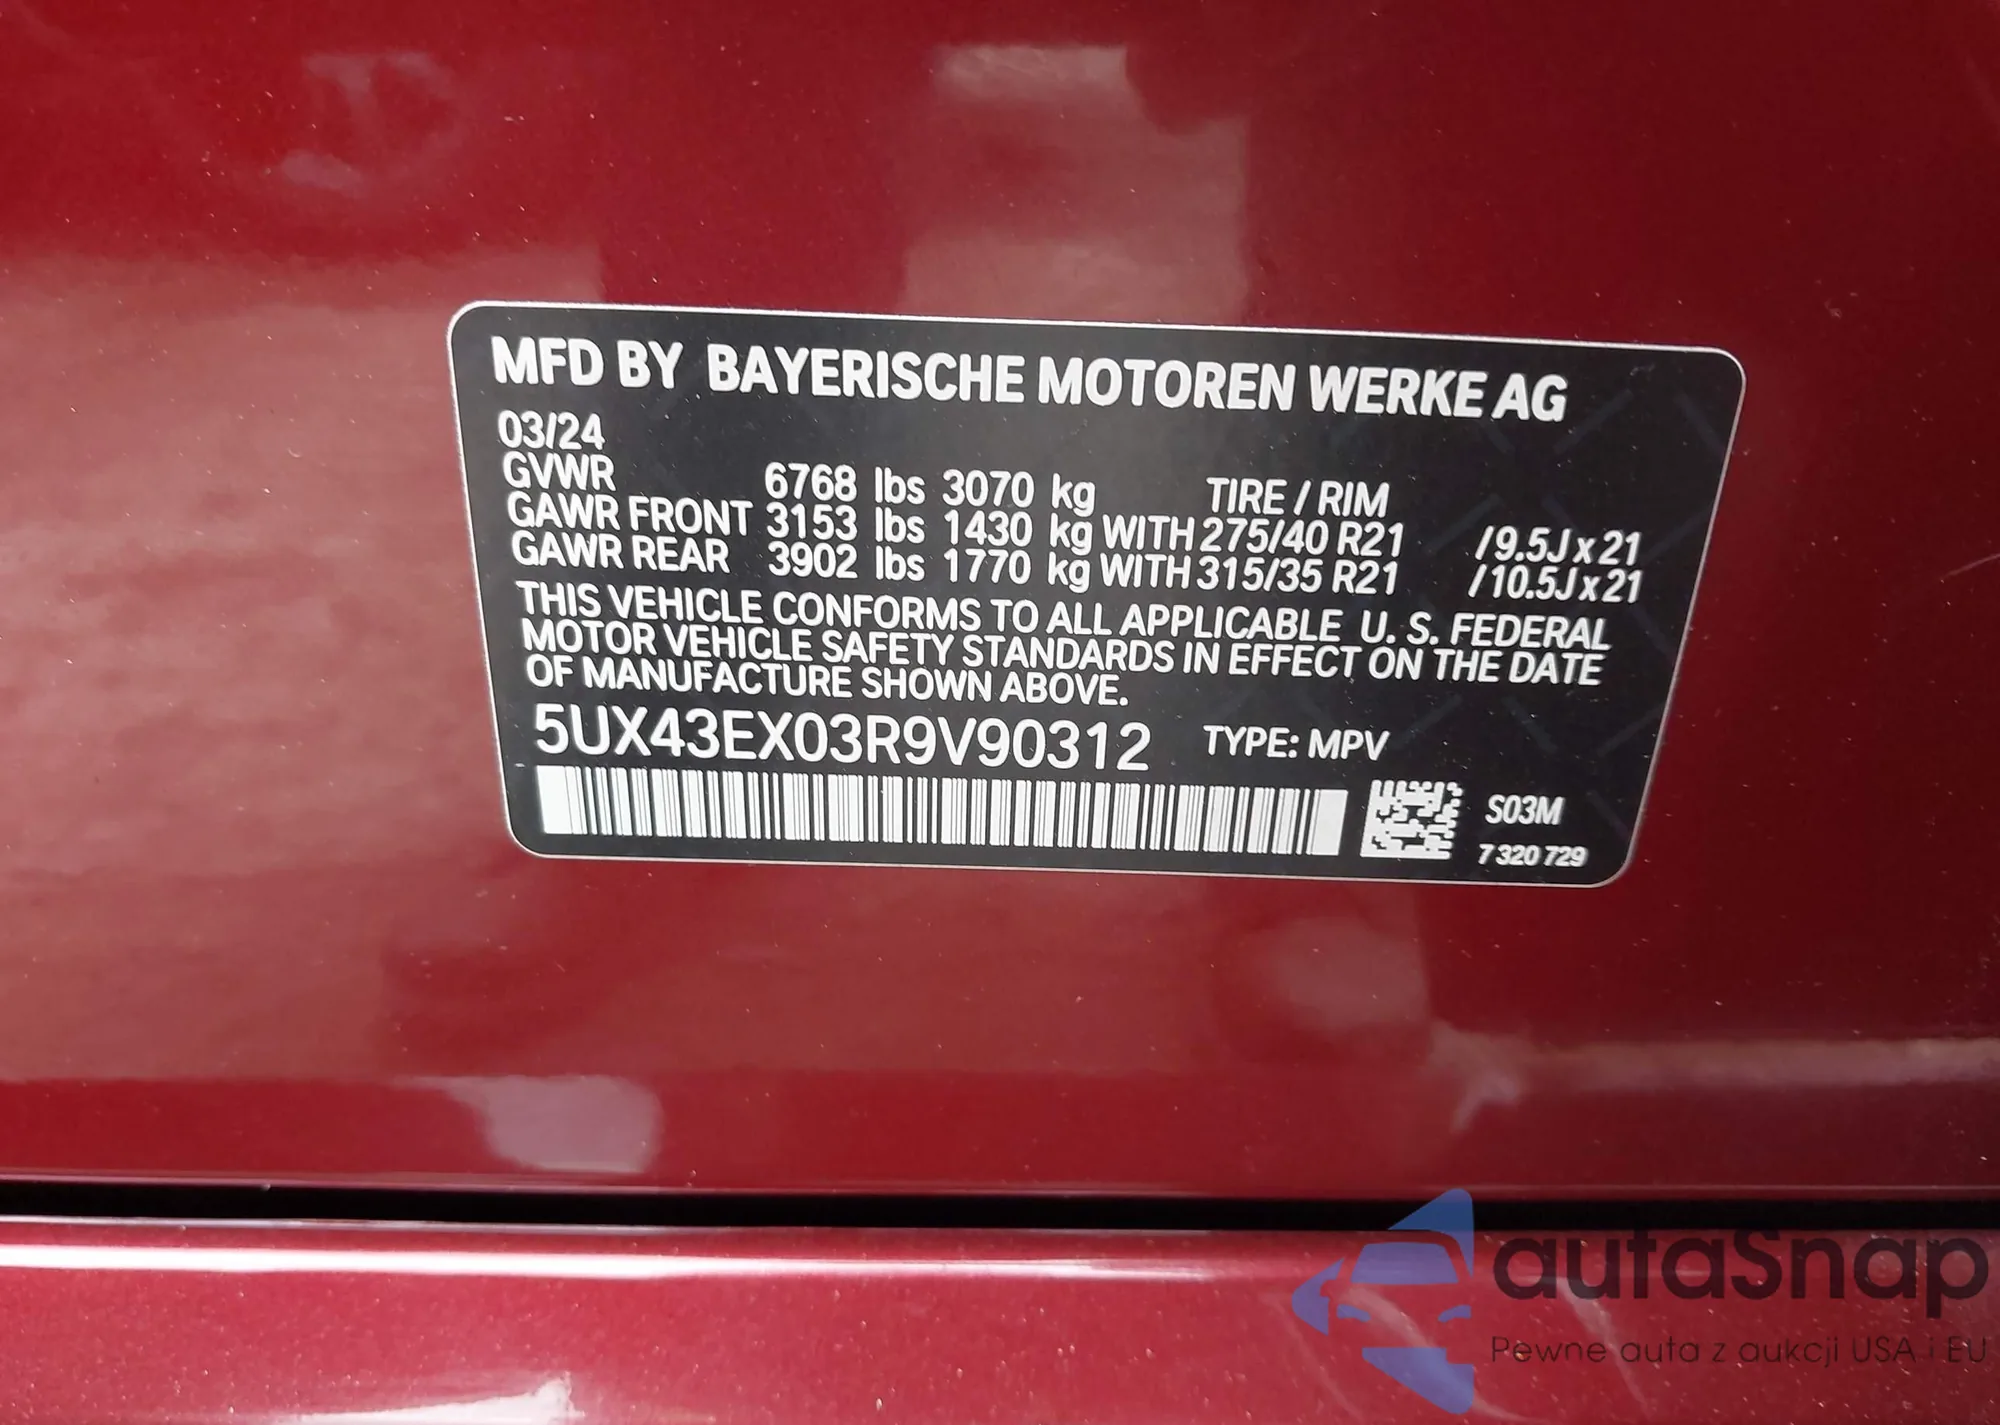 MFD BY BAYERISCHE MOTOREN WERKE AG
03/24
GVWR 6768 lbs 3070 kg TIRE / RIM
GAWR FRONT 3153 lbs 1430 kg WITH 275/40 R21 /9.5J x 21
GAWR REAR 3902 lbs 1770 kg WITH 315/35 R21 /10.5J x 21
THIS VEHICLE CONFORMS TO ALL APPLICABLE U. S. FEDERAL
MOTOR VEHICLE SAFETY STANDARDS IN EFFECT ON THE DATE
OF MANUFACTURE SHOWN ABOVE.
5UX43EX03R9V90312 TYPE: MPV
S03M
7 320 729
autaSnap
Pewne auta z aukcji USA i EU